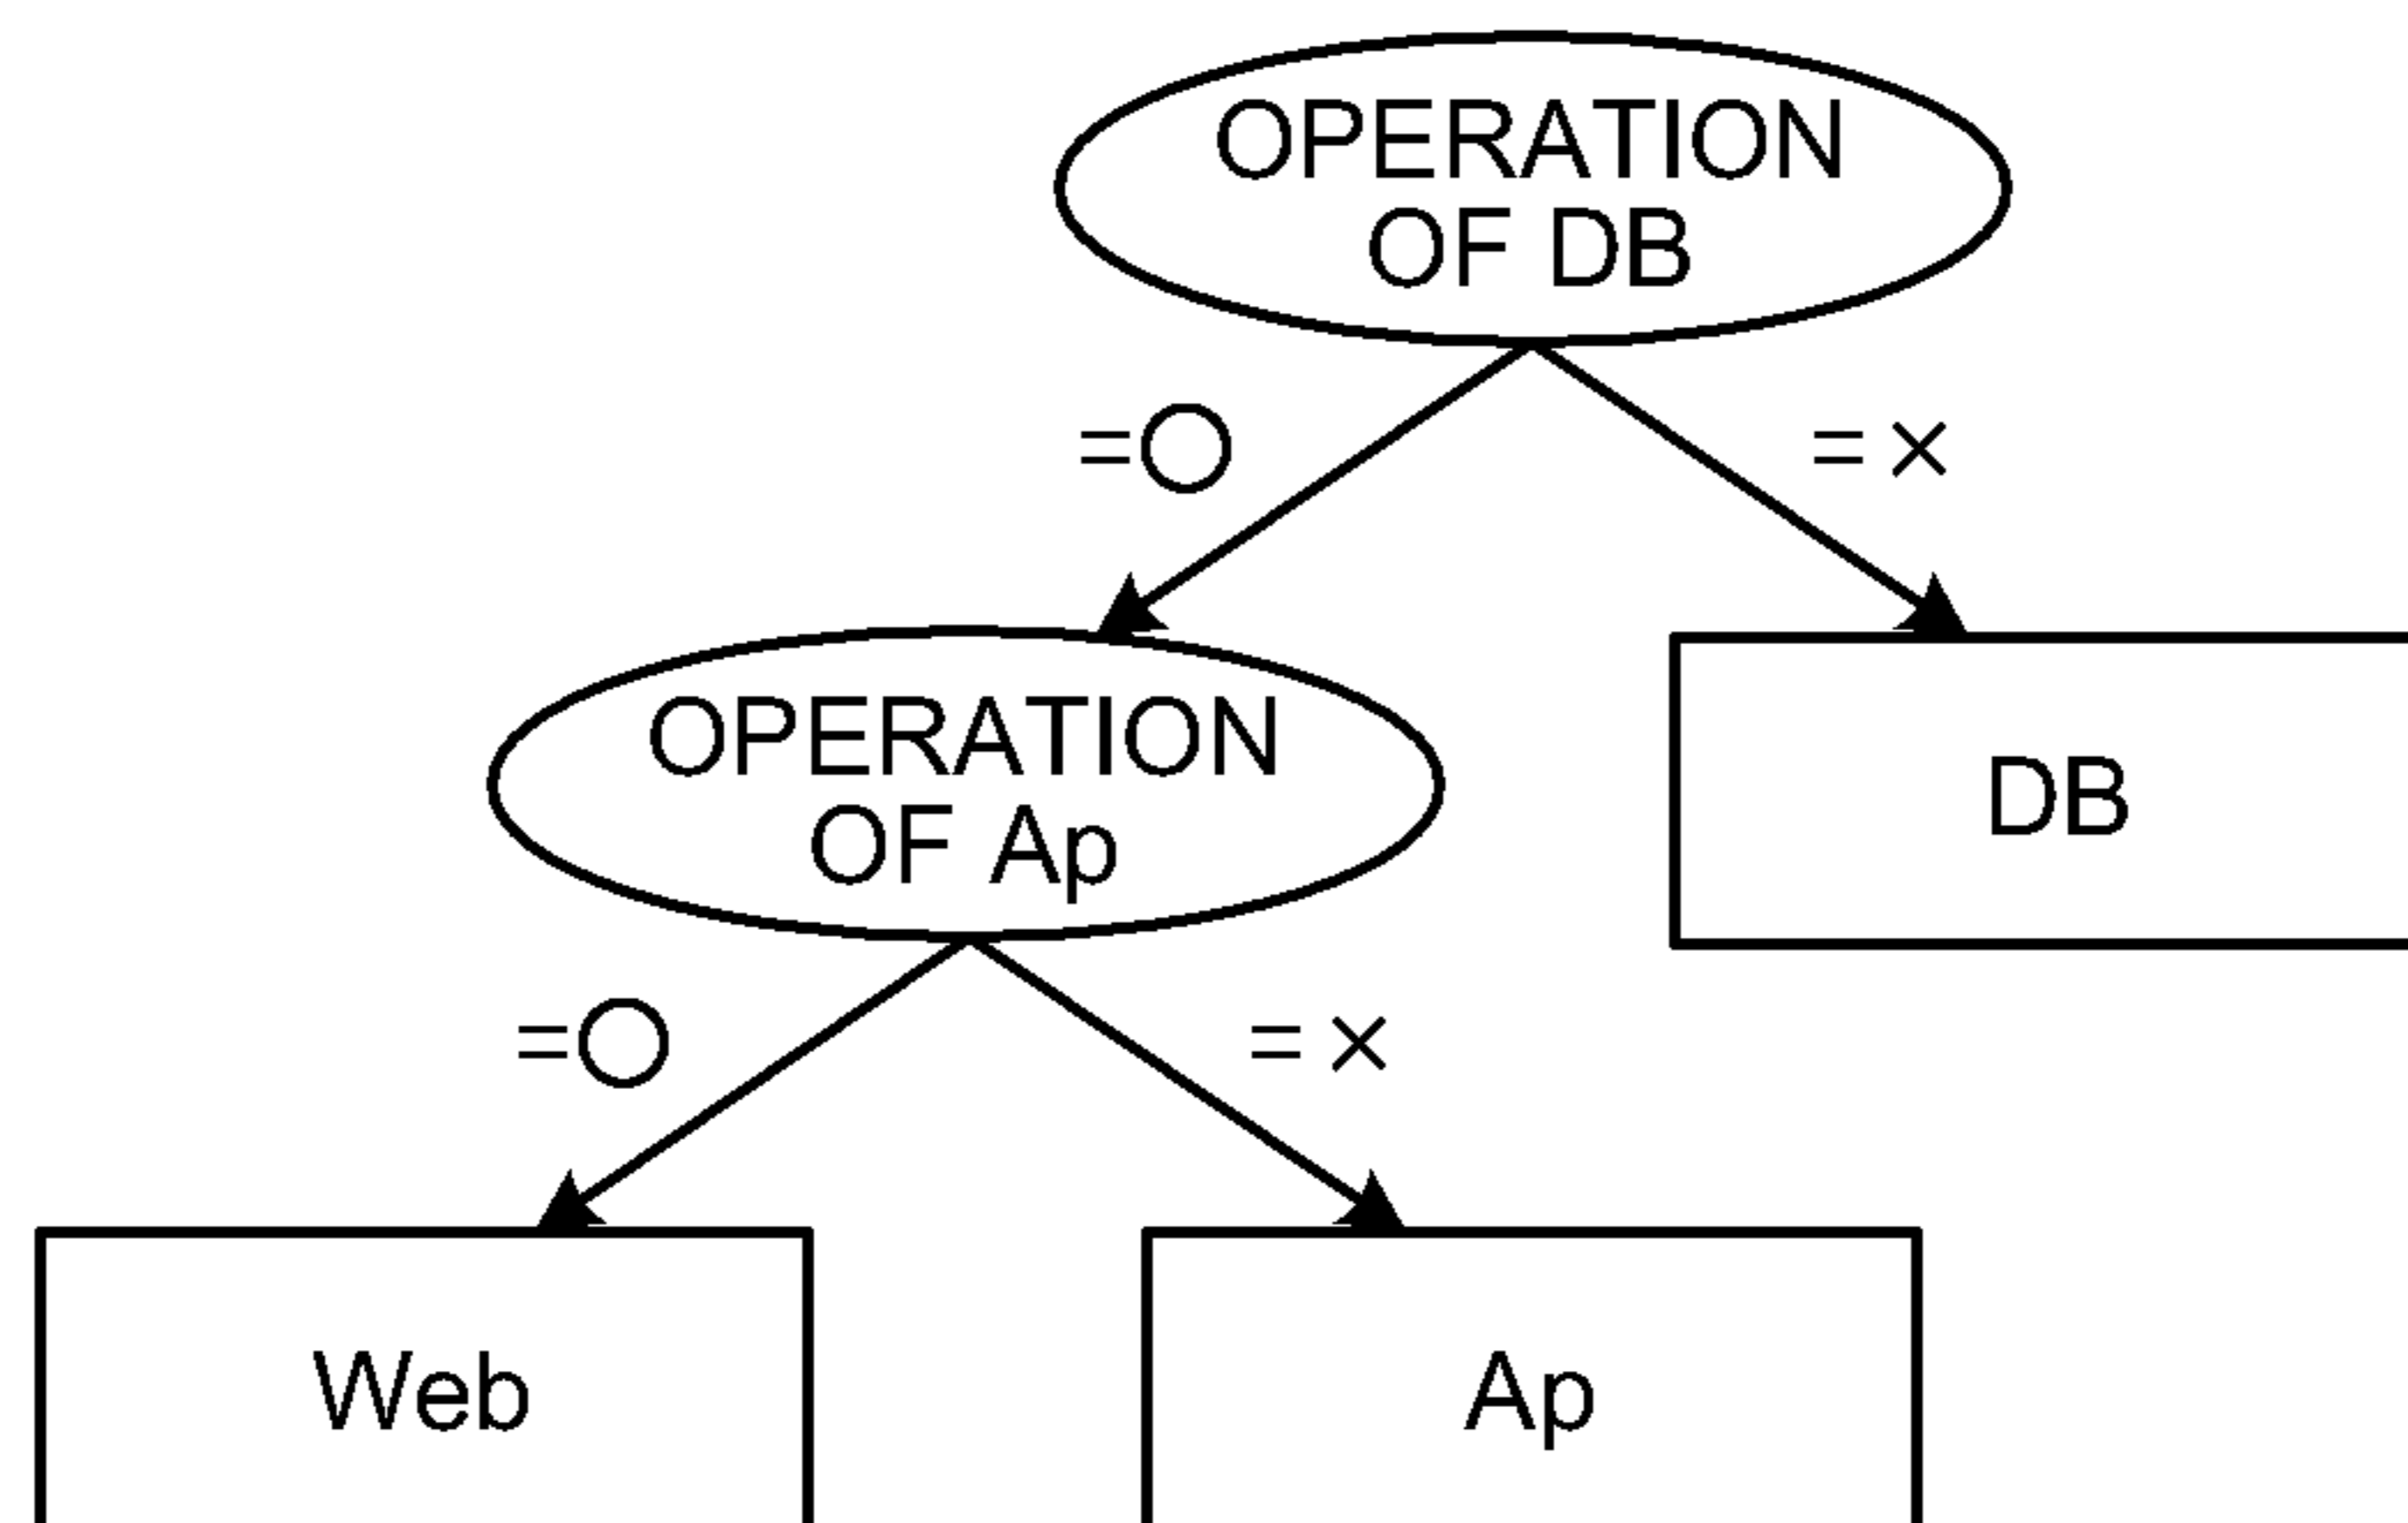 OPERATION
OF DB
=○
=×
OPERATION
OF Ap
DB
=○
=×
Web
Ap